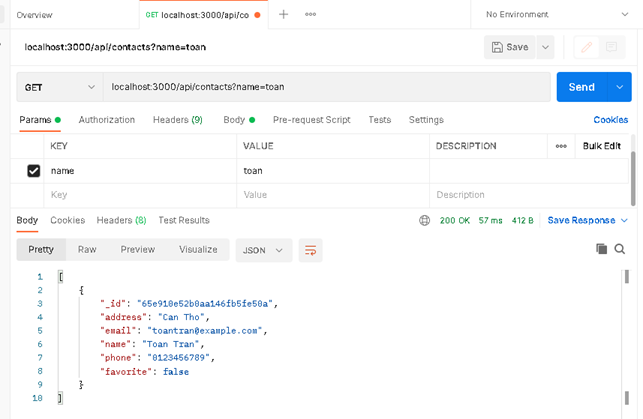 Overview
GET localhost:3000/api/co
No Environment
localhost:3000/api/contacts?name=toan
Save
GET
localhost:3000/api/contacts?name=toan
Send
Params
Authorization
Headers (9)
Body
Pre-request Script
Tests
Settings
Cookies
KEY
VALUE
DESCRIPTION
Bulk Edit
name
toan
Key
Value
Description
Body
Cookies
Headers (8)
Test Results
200 OK
57 ms
412 B
Save Response
Pretty
Raw
Preview
Visualize
JSON
1 [
2 {
3 "_id": "65e910e52b0aa146fb5fe50a",
4 "address": "Can Tho",
5 "email": "toantran@example.com",
6 "name": "Toan Tran",
7 "phone": "0123456789",
8 "favorite": false
9 }
10 ]